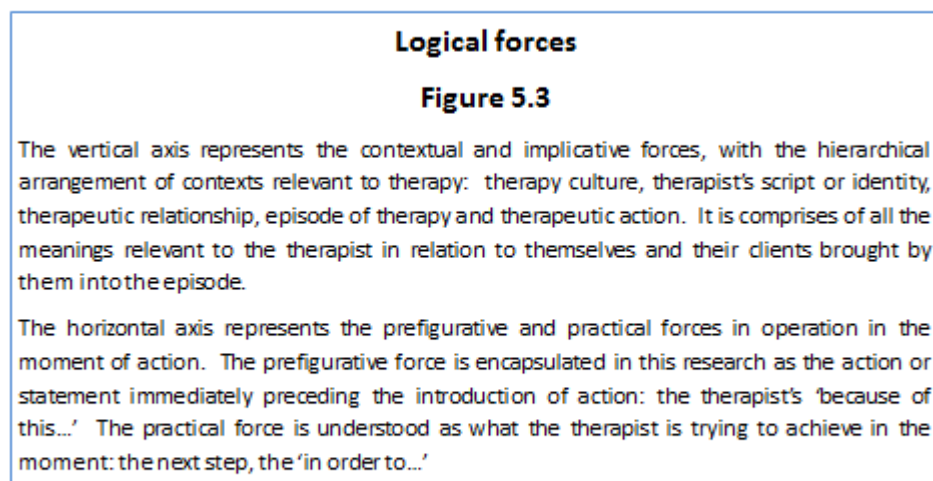 Logical forces
Figure 5.3
The vertical axis represents the contextual and implicative forces, with the hierarchical
arrangement of contexts relevant to therapy: therapy culture, therapist's script or identity,
therapeutic relationship, episode of therapy and therapeutic action. It is comprises of all the
meanings relevant to the therapist in relation to themselves and their clients brought by
them into the episode.
The horizontal axis represents the prefigurative and practical forces in operation in the
moment of action. The prefigurative force is encapsulated in this research as the action or
statement immediately preceding the introduction of action: the therapist's 'because of
this…' The practical force is understood as what the therapist is trying to achieve in the
moment: the next step, the 'in order to…'